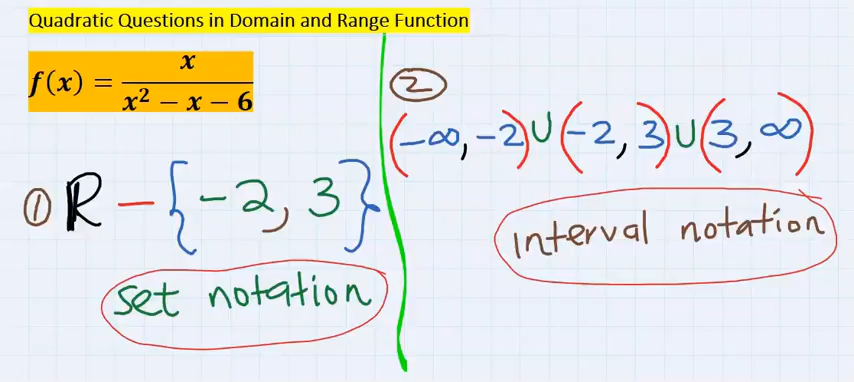 Quadratic Questions in Domain and Range Function
f(x) = x / (x² − x − 6)
① ℝ − {−2, 3}
set notation
②
(−∞, −2) ∪ (−2, 3) ∪ (3, ∞)
interval notation